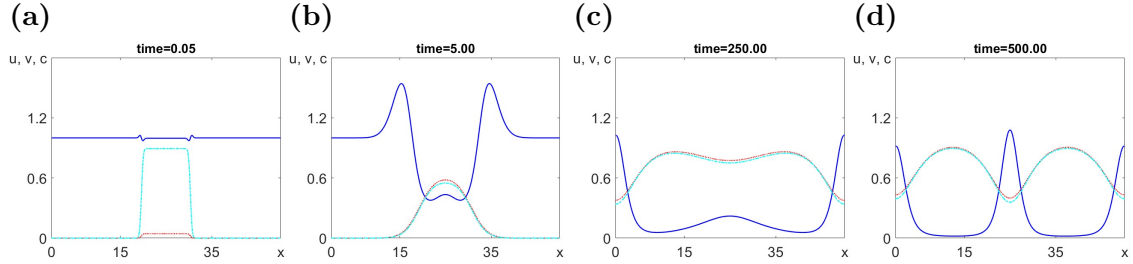 (a) (b) (c) (d)
time=0.05 time=5.00 time=250.00 time=500.00
u, v, c u, v, c u, v, c u, v, c
1.2 1.2 1.2 1.2
0.6 0.6 0.6 0.6
0 0 0 0
0 15 35 x 0 15 35 x 0 15 35 x 0 15 35 x